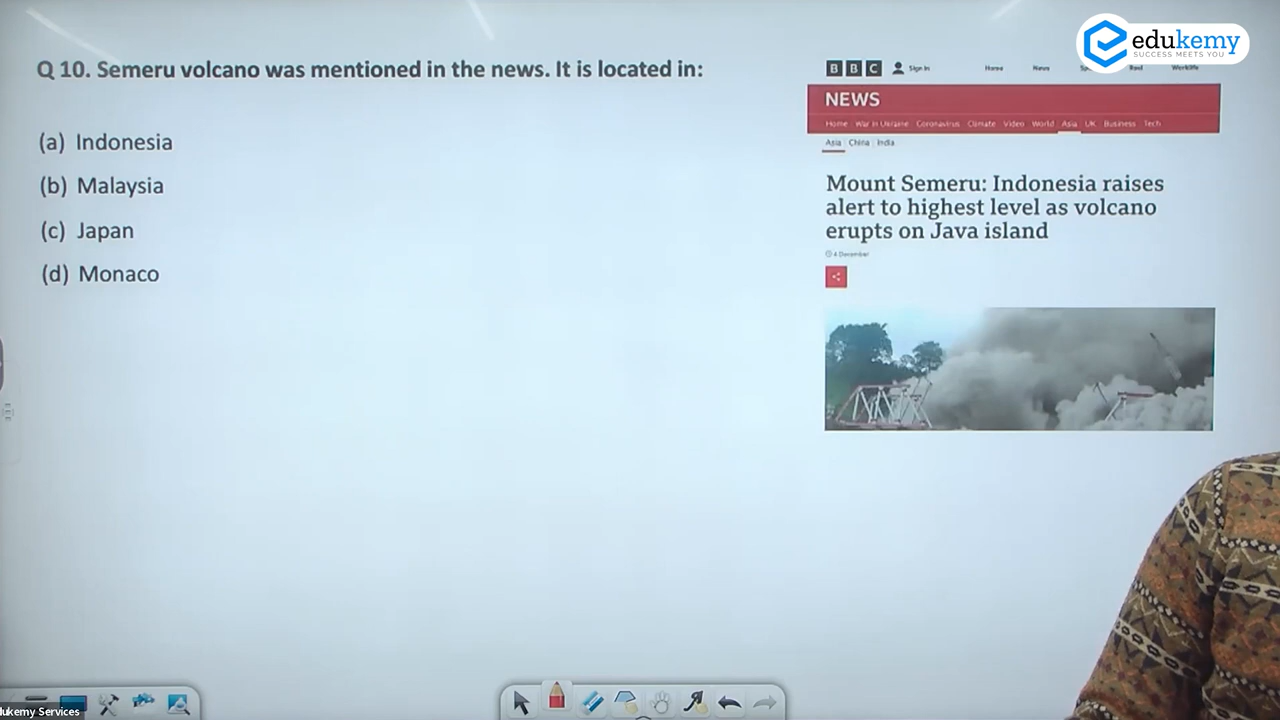 edukemy
SUCCESS MEETS YOU
Q 10. Semeru volcano was mentioned in the news. It is located in:
(a) Indonesia
(b) Malaysia
(c) Japan
(d) Monaco
BBC Sign in Home News Reel Worklife
NEWS
Home War in Ukraine Coronavirus Climate Video World Asia UK Business Tech
Asia China India
Mount Semeru: Indonesia raises
alert to highest level as volcano
erupts on Java island
4 December
dukemy Services